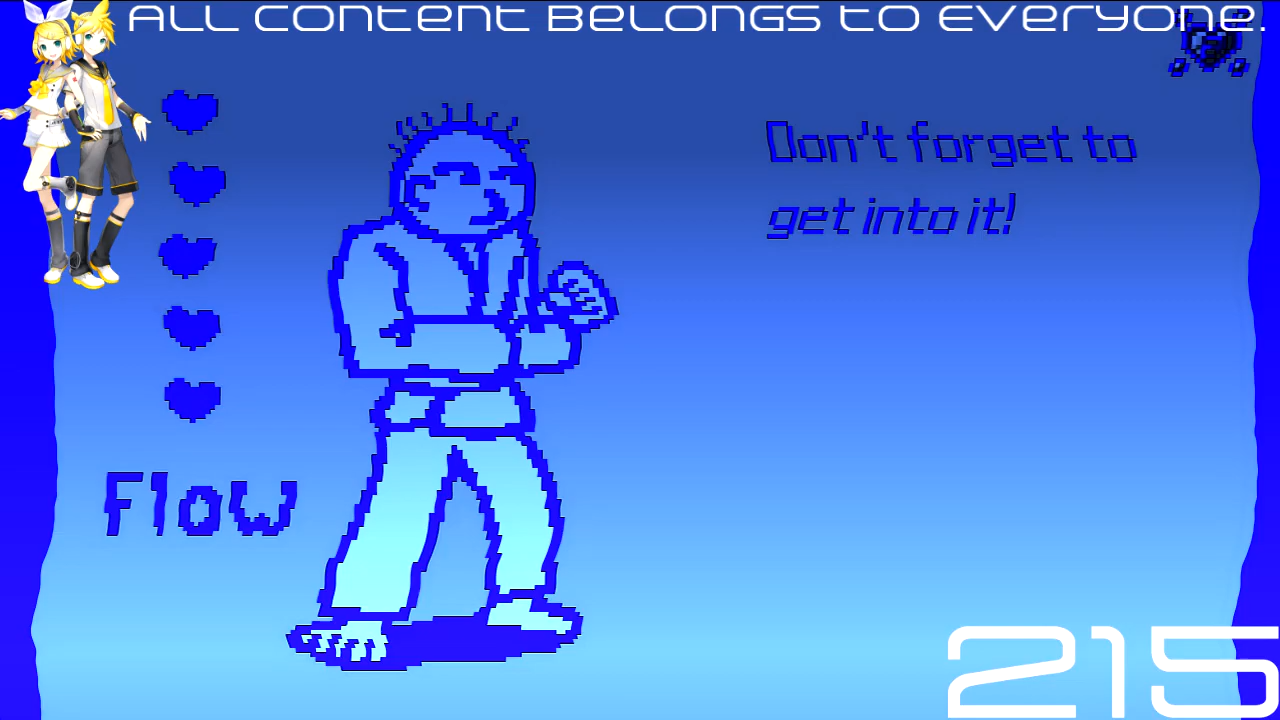 ALL CONTENT BELONGS TO EVERYONE.
Don't forget to
get into it!
Flow
215